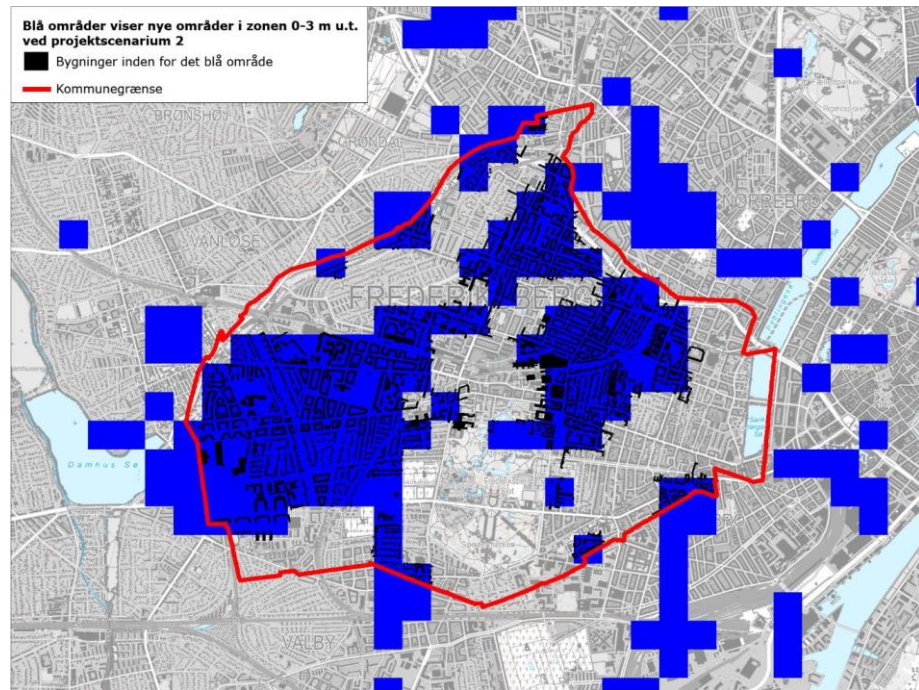 Blå områder viser nye områder i zonen 0-3 m u.t.
ved projektscenarium 2
Bygninger inden for det blå område
Kommunegrænse
BRØNSHØJ
GRØNDAL
NØRREBRO
VANLØSE
Damhus Sø
VALBY